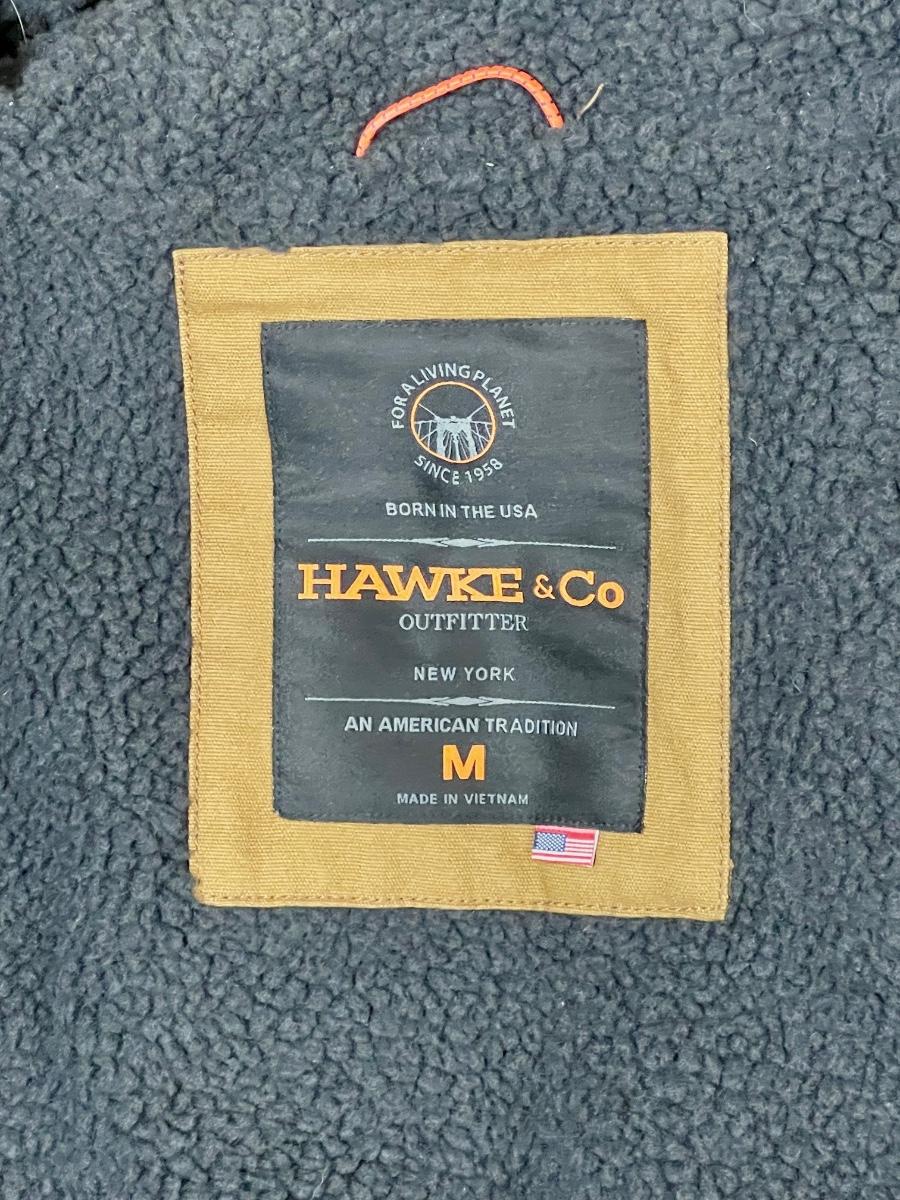 FOR A LIVING PLANET
SINCE 1958
BORN IN THE USA
HAWKE & Co
OUTFITTER
NEW YORK
AN AMERICAN TRADITION
M
MADE IN VIETNAM